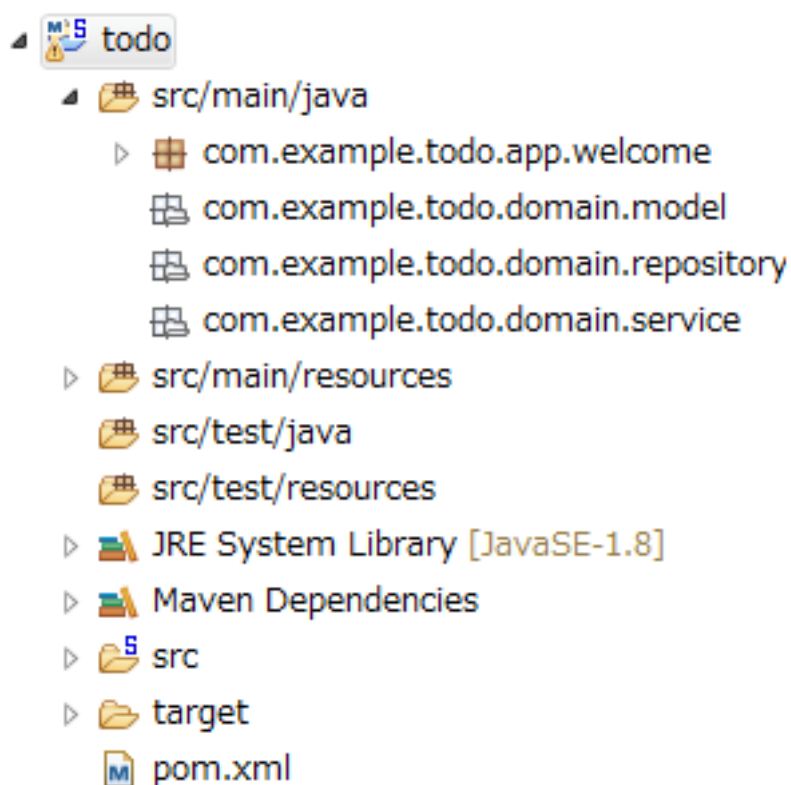 todo
src/main/java
com.example.todo.app.welcome
com.example.todo.domain.model
com.example.todo.domain.repository
com.example.todo.domain.service
src/main/resources
src/test/java
src/test/resources
JRE System Library [JavaSE-1.8]
Maven Dependencies
src
target
pom.xml